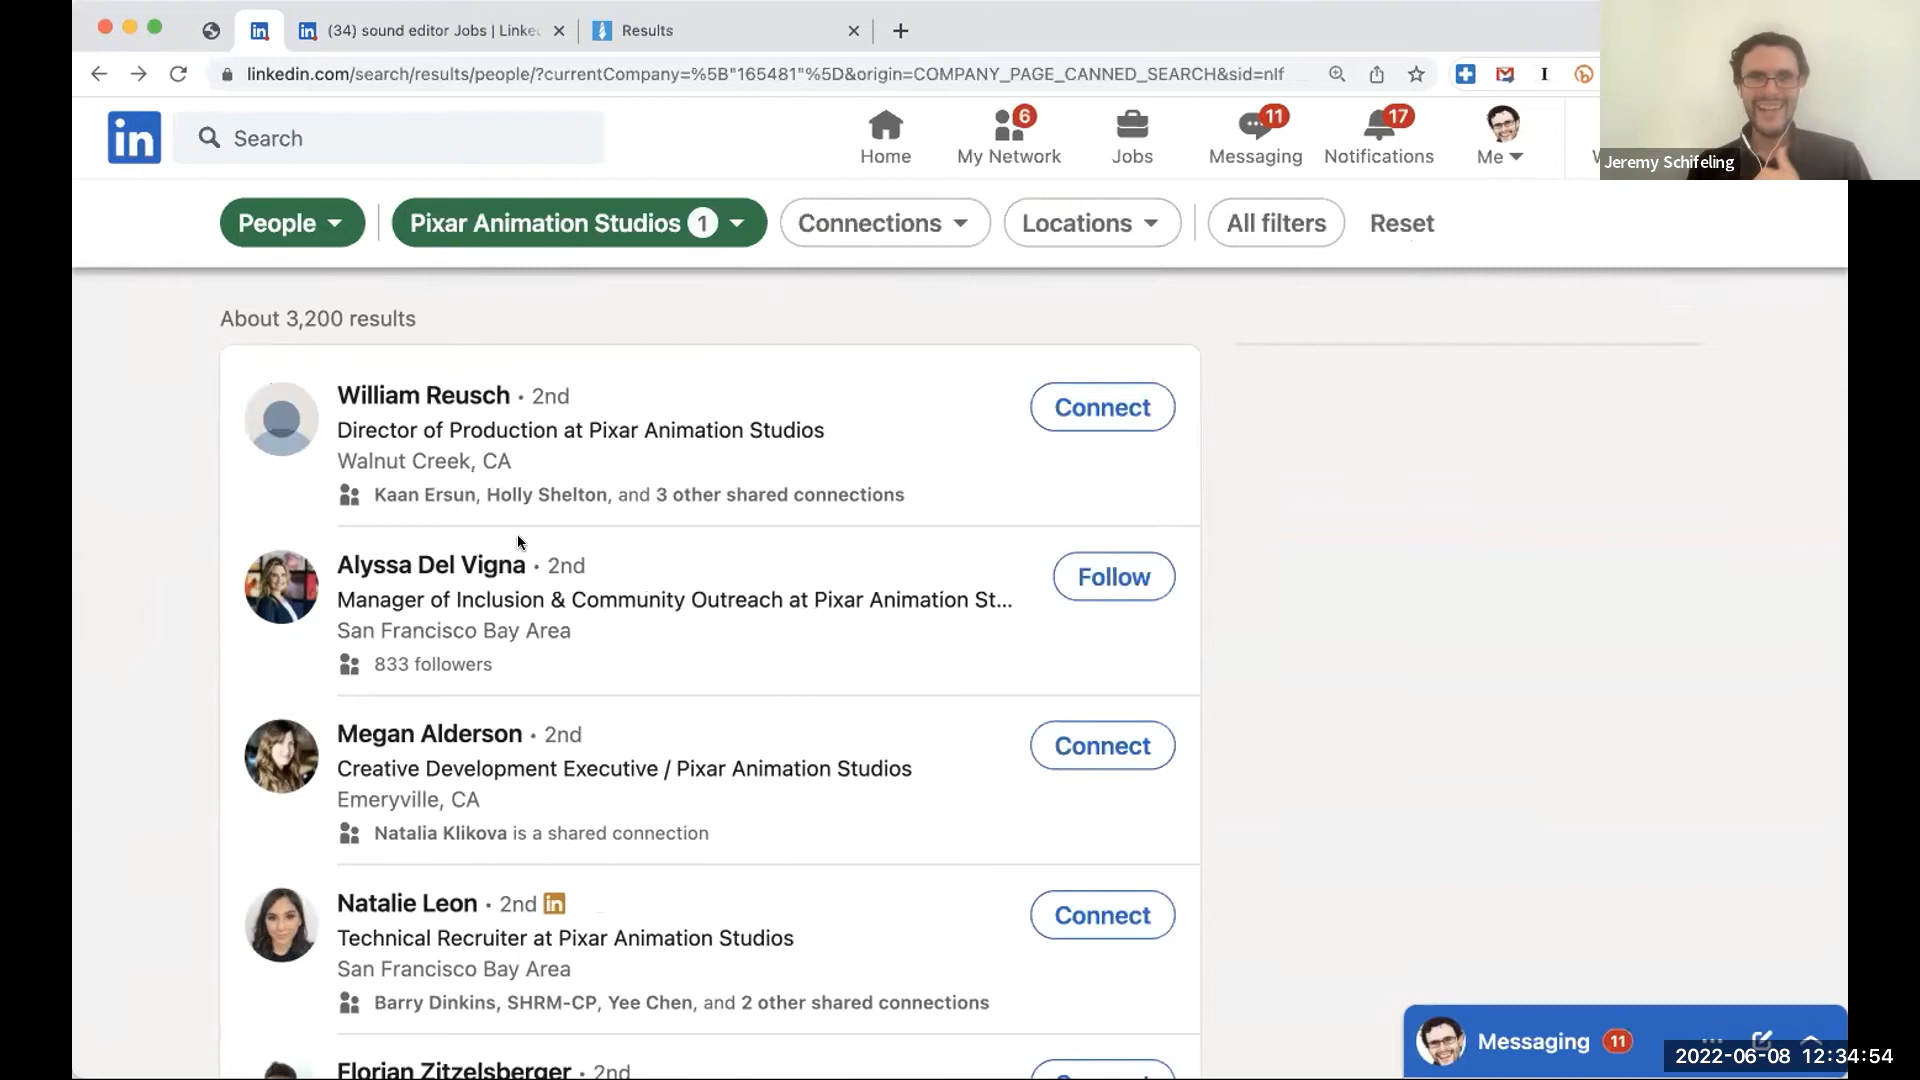 (34) sound editor Jobs | Linke
Results
linkedin.com/search/results/people/?currentCompany=%5B"165481"%5D&origin=COMPANY_PAGE_CANNED_SEARCH&sid=nlf
in
Search
6
11
17
Home
My Network
Jobs
Messaging
Notifications
Me
Jeremy Schifeling
People
Pixar Animation Studios 1
Connections
Locations
All filters
Reset
About 3,200 results
William Reusch • 2nd
Connect
Director of Production at Pixar Animation Studios
Walnut Creek, CA
Kaan Ersun, Holly Shelton, and 3 other shared connections
Alyssa Del Vigna • 2nd
Follow
Manager of Inclusion & Community Outreach at Pixar Animation St...
San Francisco Bay Area
833 followers
Megan Alderson • 2nd
Connect
Creative Development Executive / Pixar Animation Studios
Emeryville, CA
Natalia Klikova is a shared connection
Natalie Leon • 2nd in
Connect
Technical Recruiter at Pixar Animation Studios
San Francisco Bay Area
Barry Dinkins, SHRM-CP, Yee Chen, and 2 other shared connections
Florian Zitzelsberger • 2nd
Messaging 11
2022-06-08 12:34:54